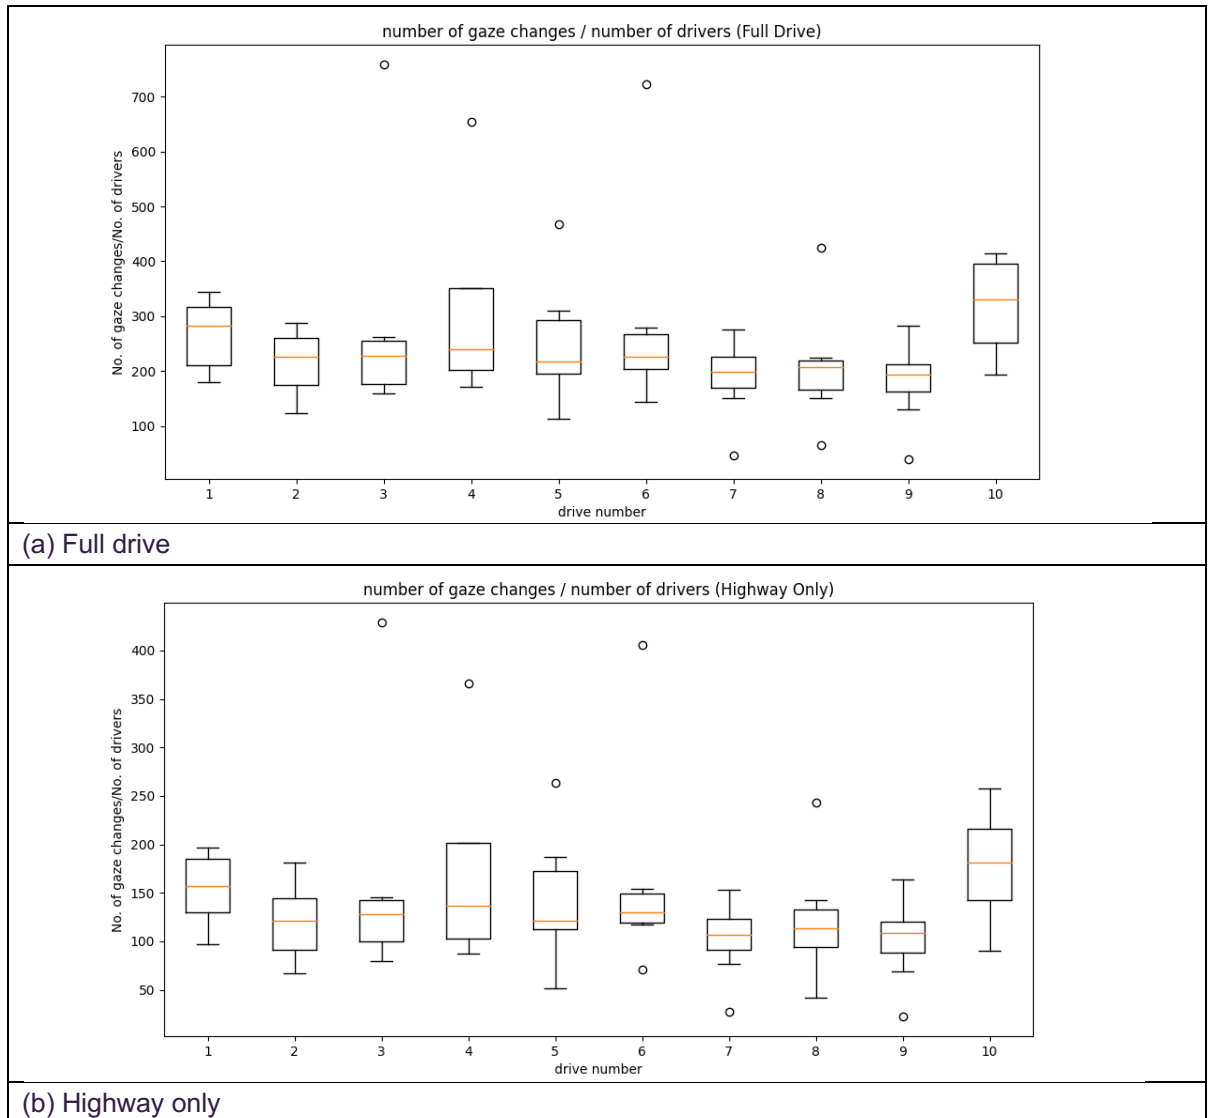 number of gaze changes / number of drivers (Full Drive)
No. of gaze changes/No. of drivers
700
600
500
400
300
200
100
1 2 3 4 5 6 7 8 9 10
drive number
(a) Full drive
number of gaze changes / number of drivers (Highway Only)
No. of gaze changes/No. of drivers
400
350
300
250
200
150
100
50
1 2 3 4 5 6 7 8 9 10
drive number
(b) Highway only